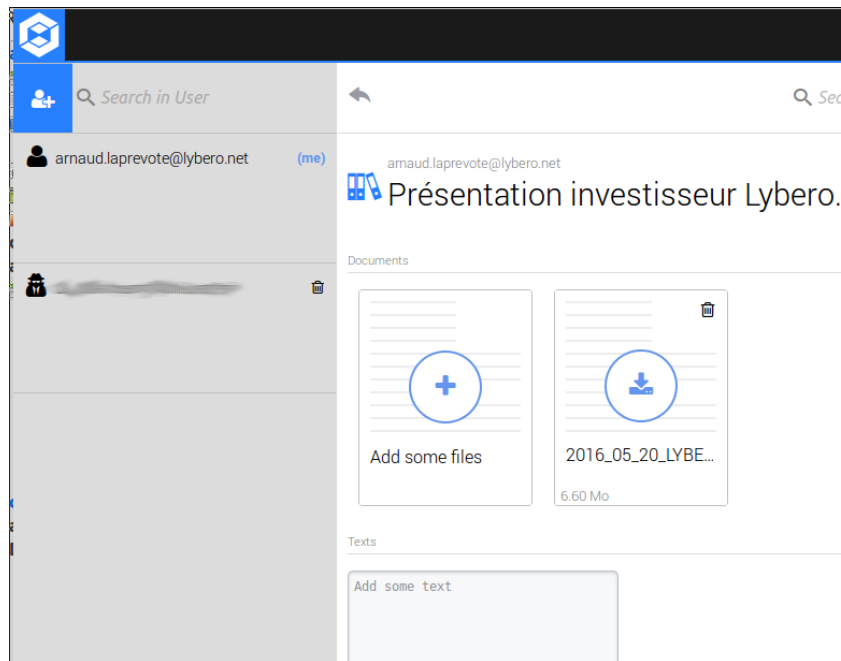 Search in User
arnaud.laprevote@lybero.net (me)
arnaud.laprevote@lybero.net
Présentation investisseur Lybero.
Documents
Add some files
2016_05_20_LYBE...
6.60 Mo
Texts
Add some text